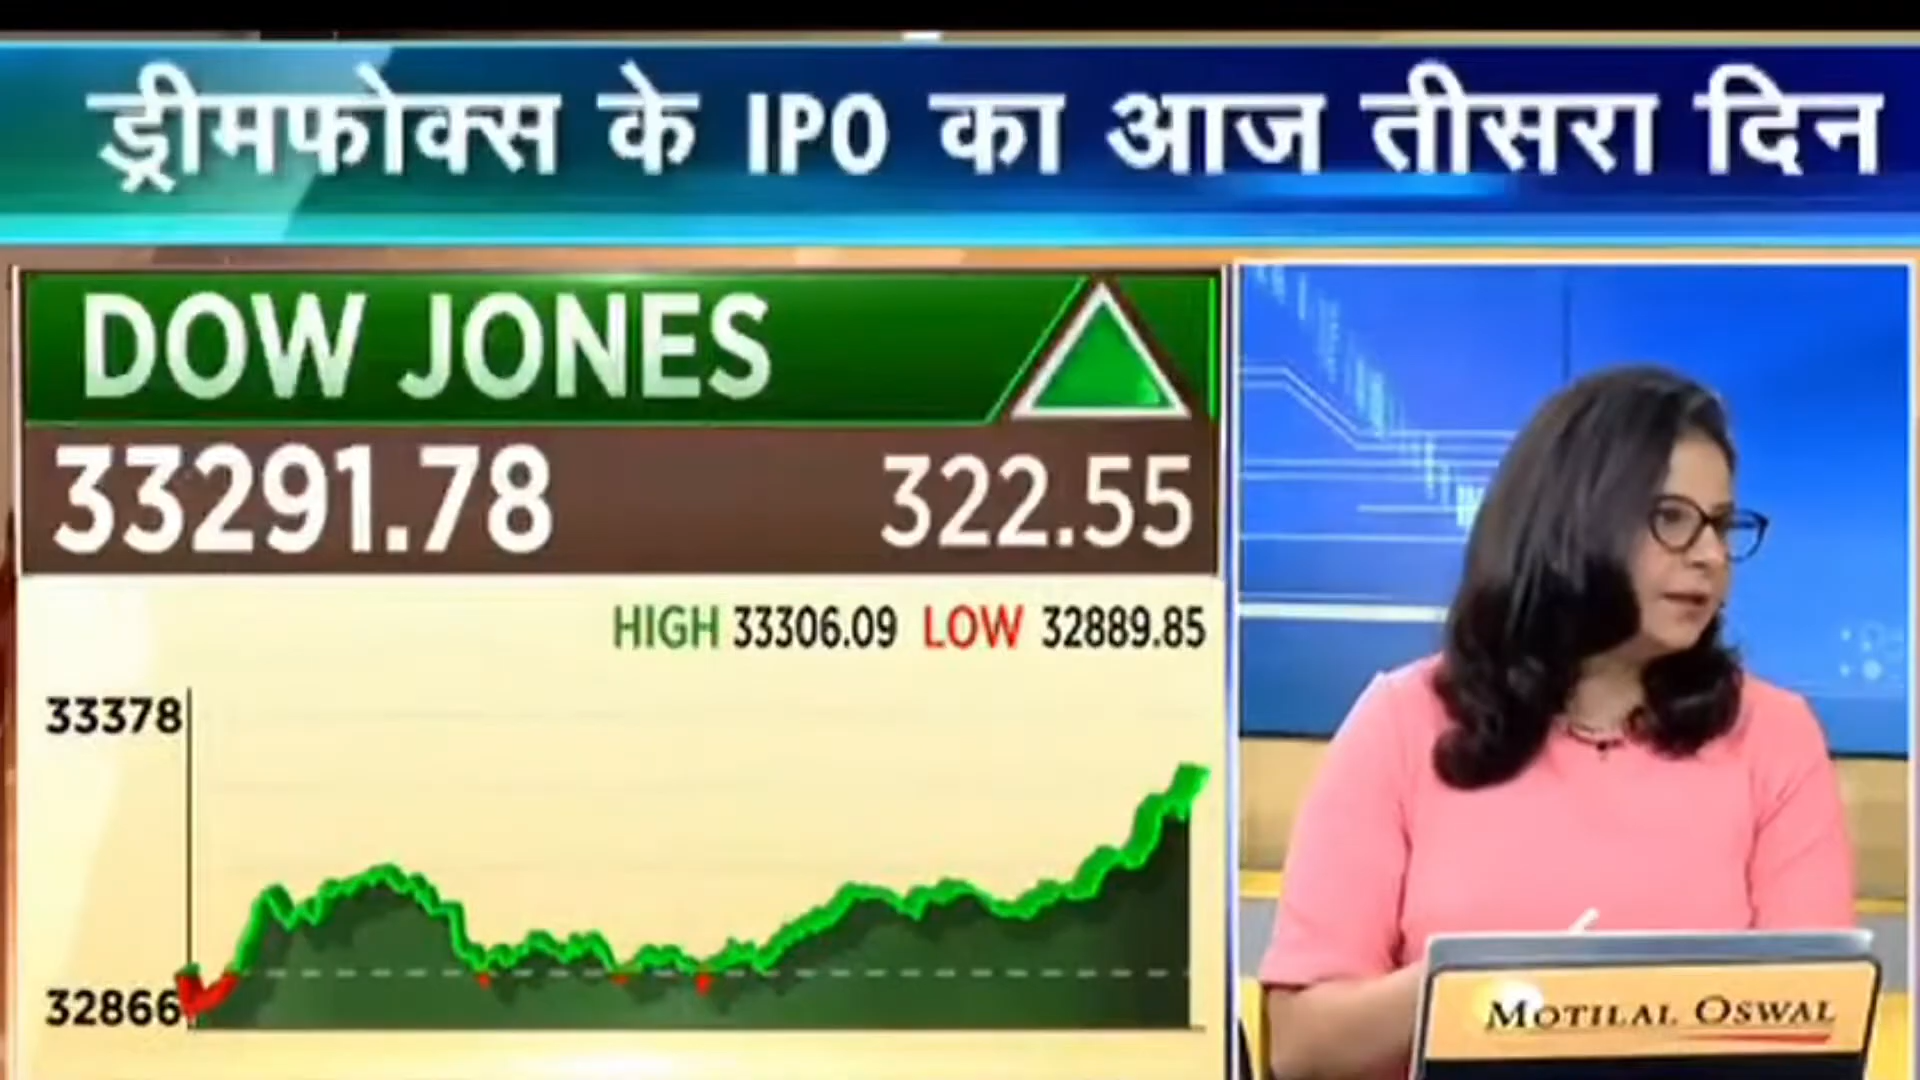 ड्रीमफोक्स के IPO का आज तीसरा दिन
DOW JONES
33291.78 322.55
HIGH 33306.09 LOW 32889.85
33378
32866
MOTILAL OSWAL